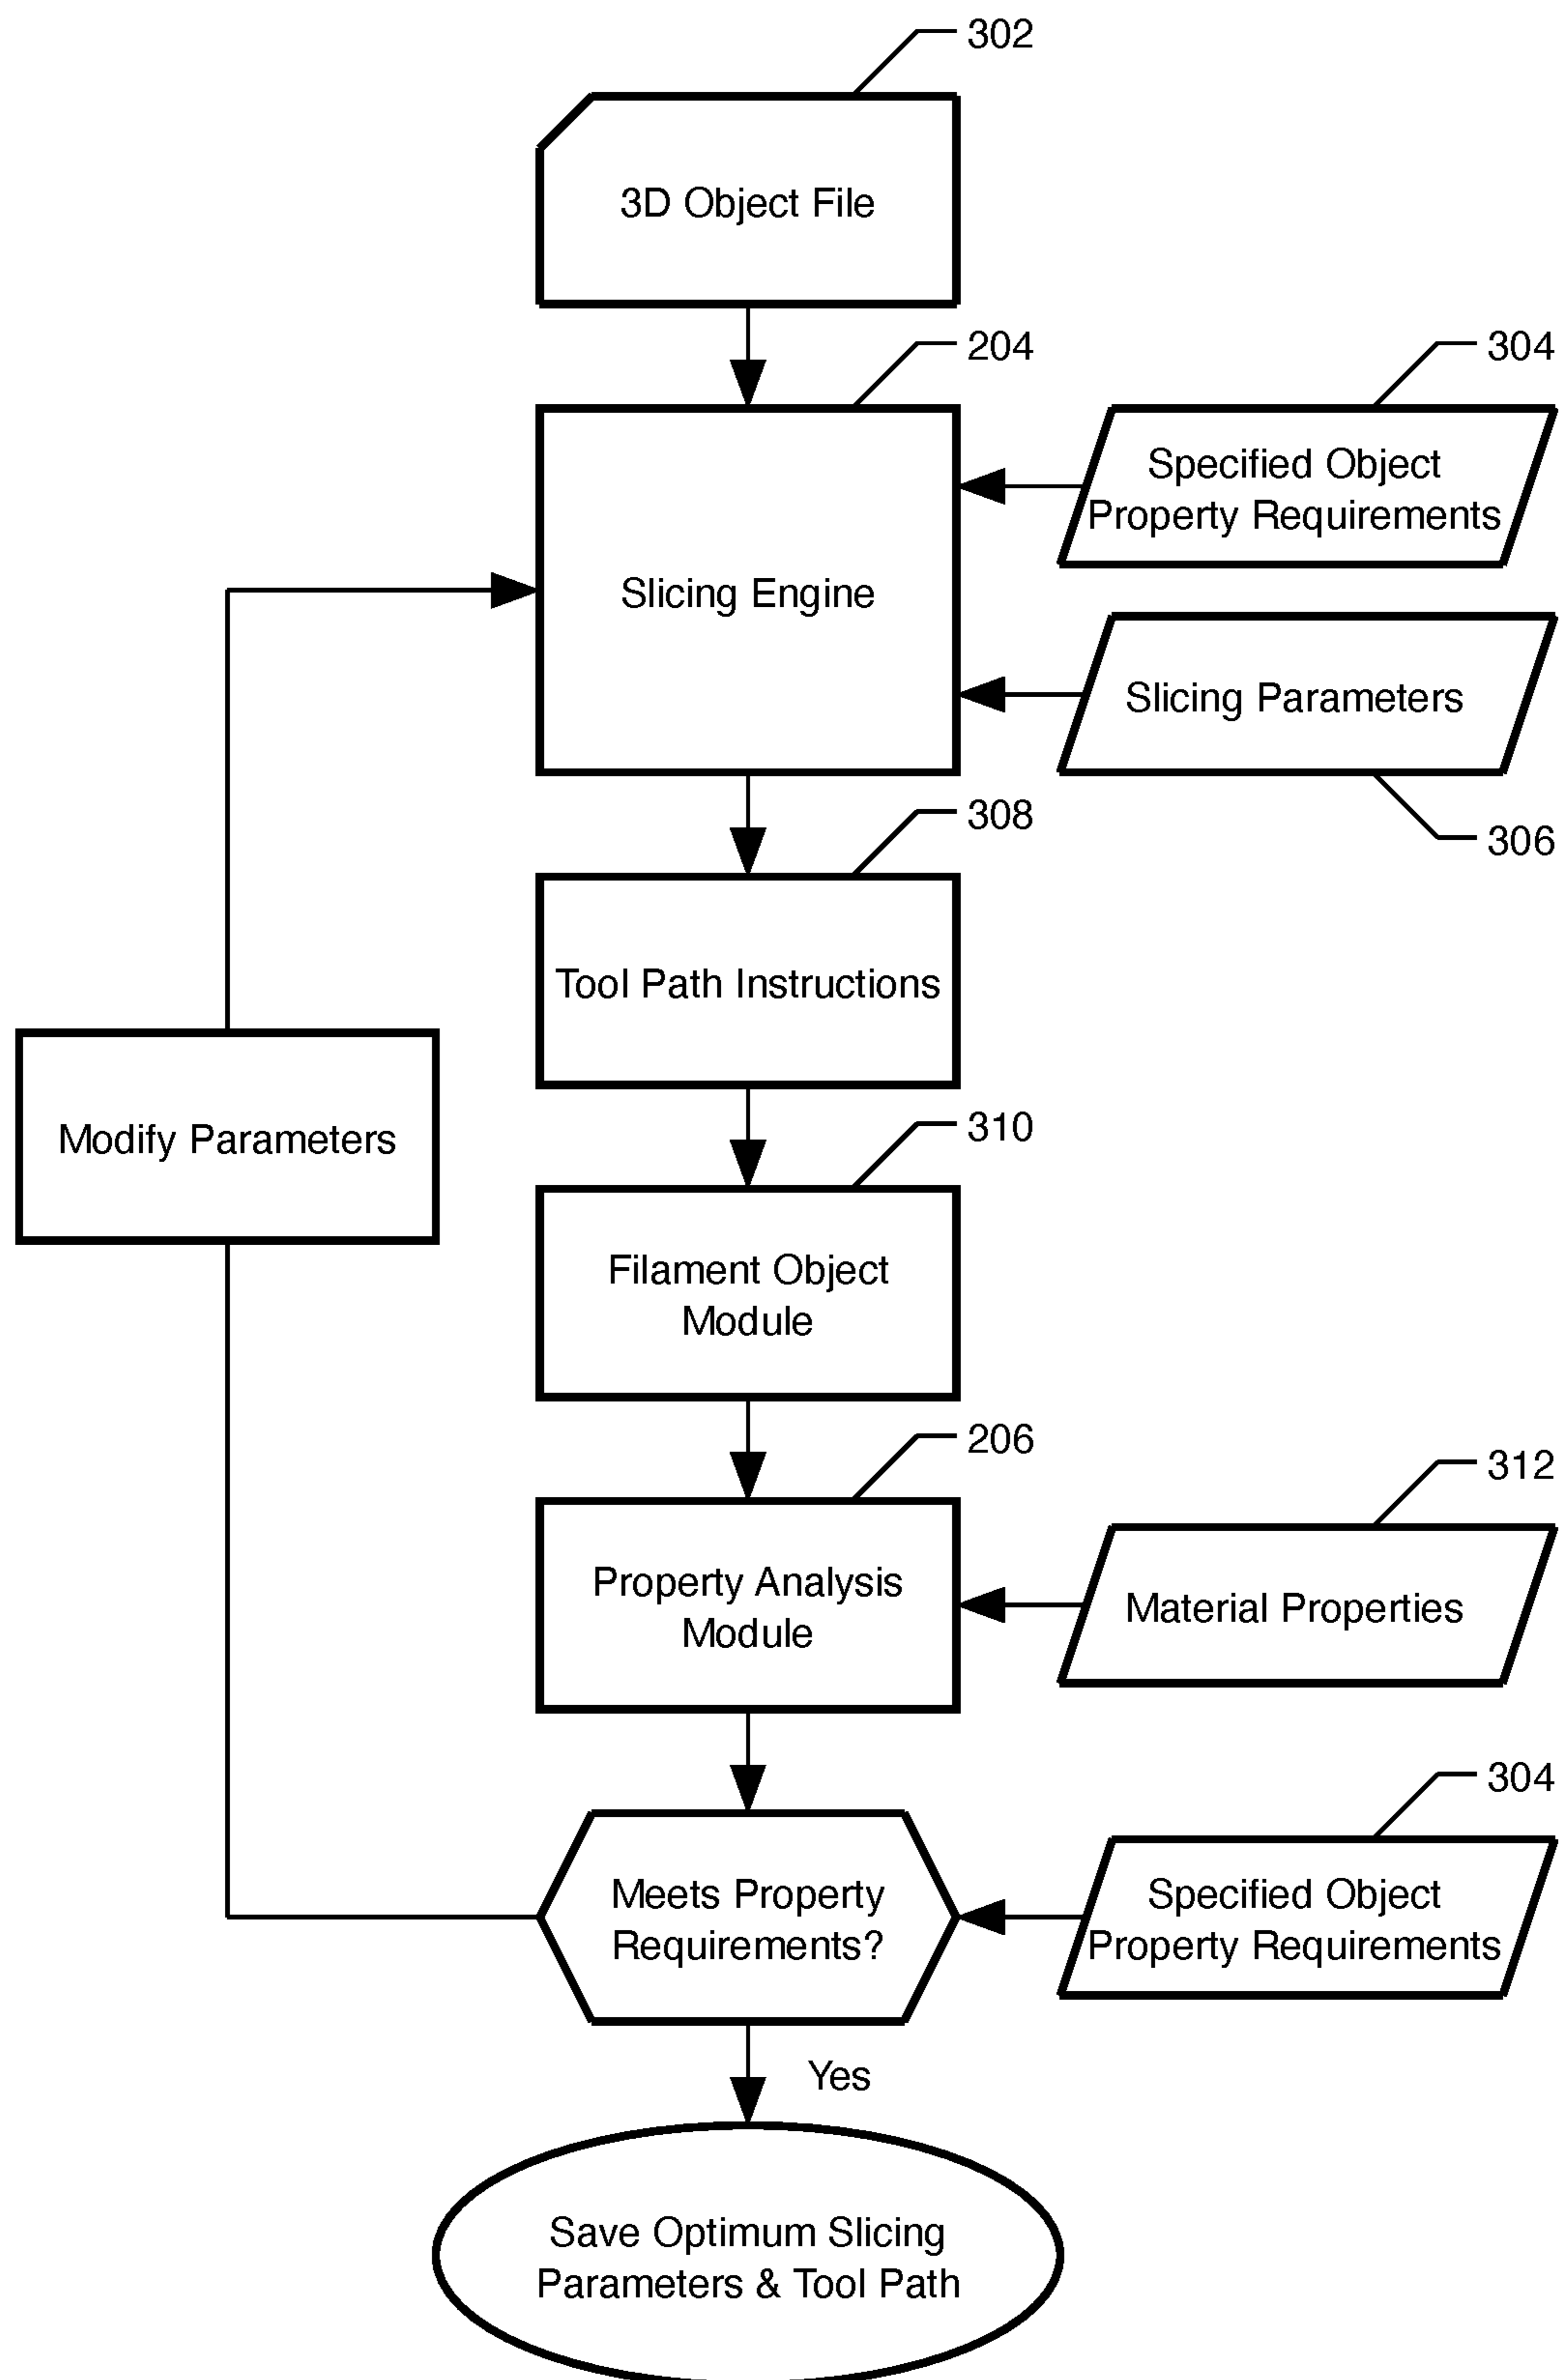 302
3D Object File
204
304
Specified Object
Property Requirements
Slicing Engine
Slicing Parameters
308
306
Tool Path Instructions
310
Modify Parameters
Filament Object
Module
206
312
Property Analysis
Module
Material Properties
304
Meets Property
Requirements?
Specified Object
Property Requirements
Yes
Save Optimum Slicing
Parameters & Tool Path